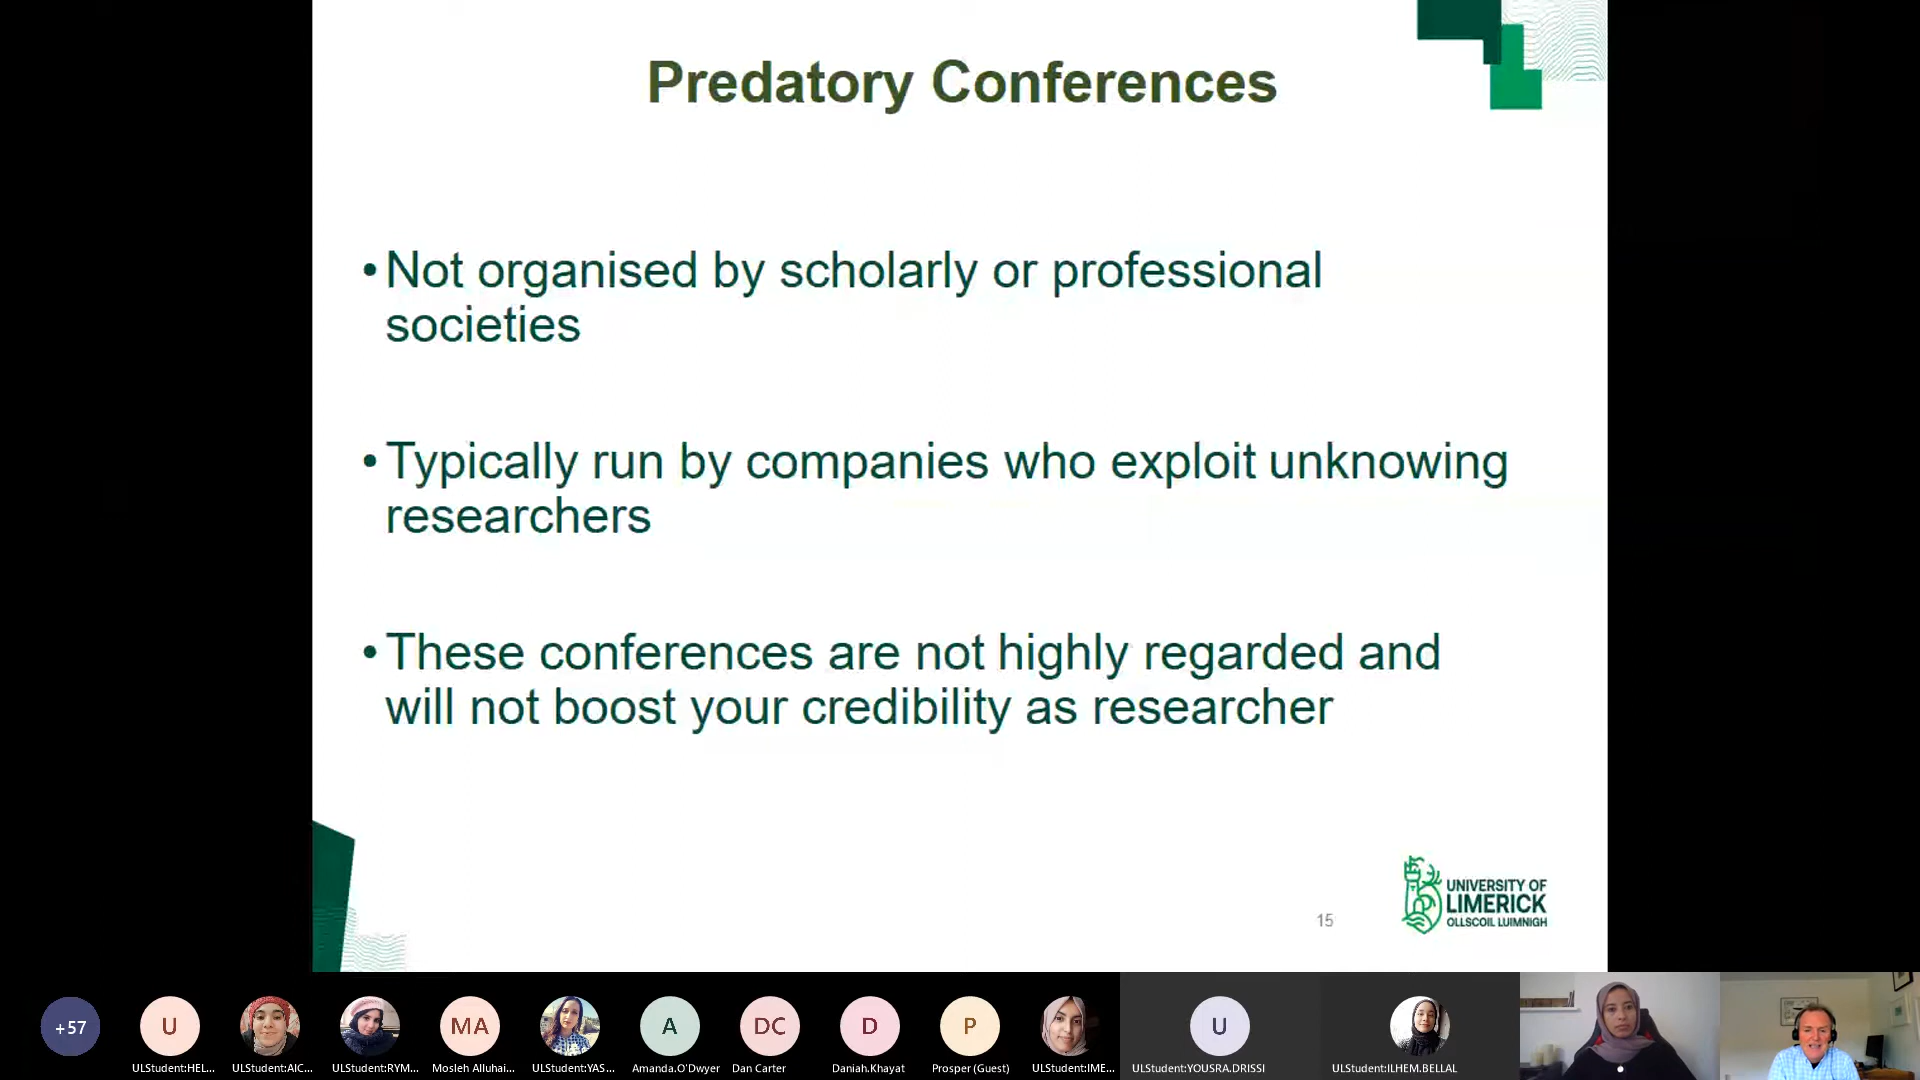 Predatory Conferences
• Not organised by scholarly or professional
societies
• Typically run by companies who exploit unknowing
researchers
• These conferences are not highly regarded and
will not boost your credibility as researcher
15
UNIVERSITY OF
LIMERICK
OLLSCOIL LUIMNIGH
+57
U
MA
A
DC
D
P
U
ULStudent:HEL...
ULStudent:AIC...
ULStudent:RYM...
Mosleh Alluhai...
ULStudent:YAS...
Amanda.O'Dwyer
Dan Carter
Daniah.Khayat
Prosper (Guest)
ULStudent:IME...
ULStudent:YOUSRA.DRISSI
ULStudent:ILHEM.BELLAL